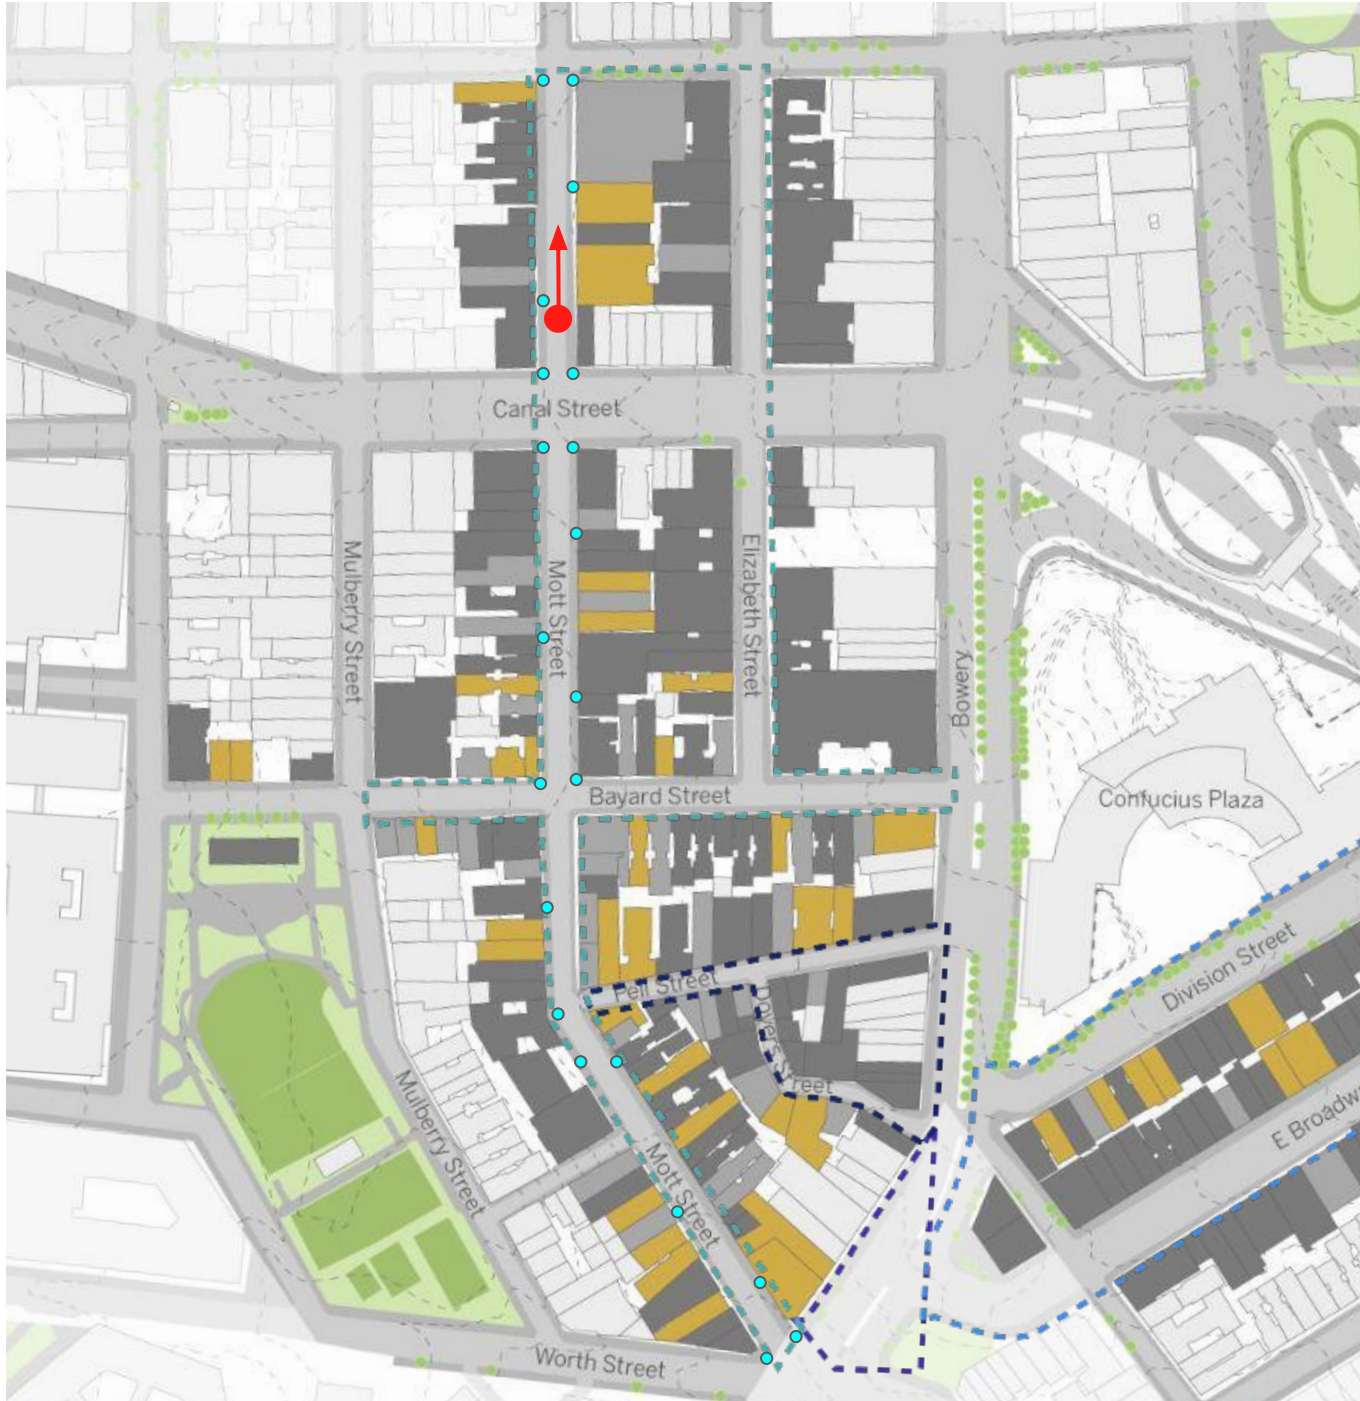 Canal Street
Mulberry Street
Mott Street
Elizabeth Street
Bowery
Bayard Street
Confucius Plaza
Pell Street
Doyers Street
Division Street
E Broadw
Mulberry Street
Mott Street
Worth Street